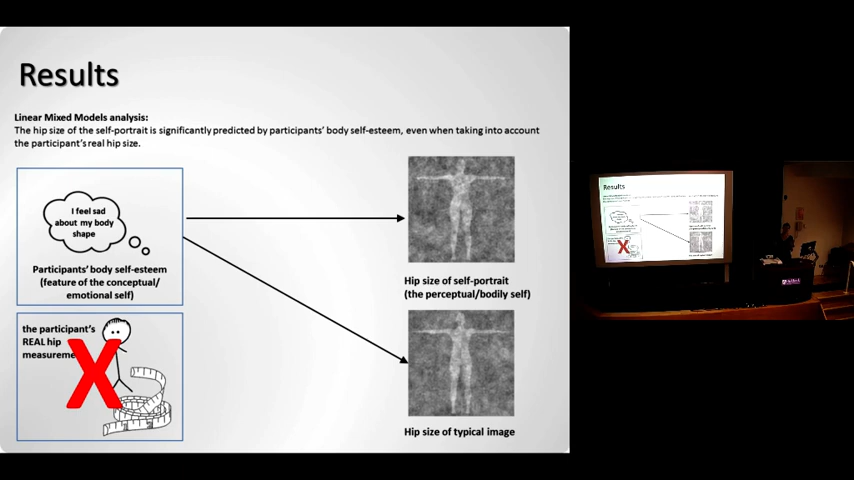 Results
Linear Mixed Models analysis:
The hip size of the self-portrait is significantly predicted by participants' body self-esteem, even when taking into account
the participant's real hip size.
I feel sad
about my body
shape
Participants' body self-esteem
(feature of the conceptual/
emotional self)
the participant's
REAL hip
measureme
Hip size of self-portrait
(the perceptual/bodily self)
Hip size of typical image
Results